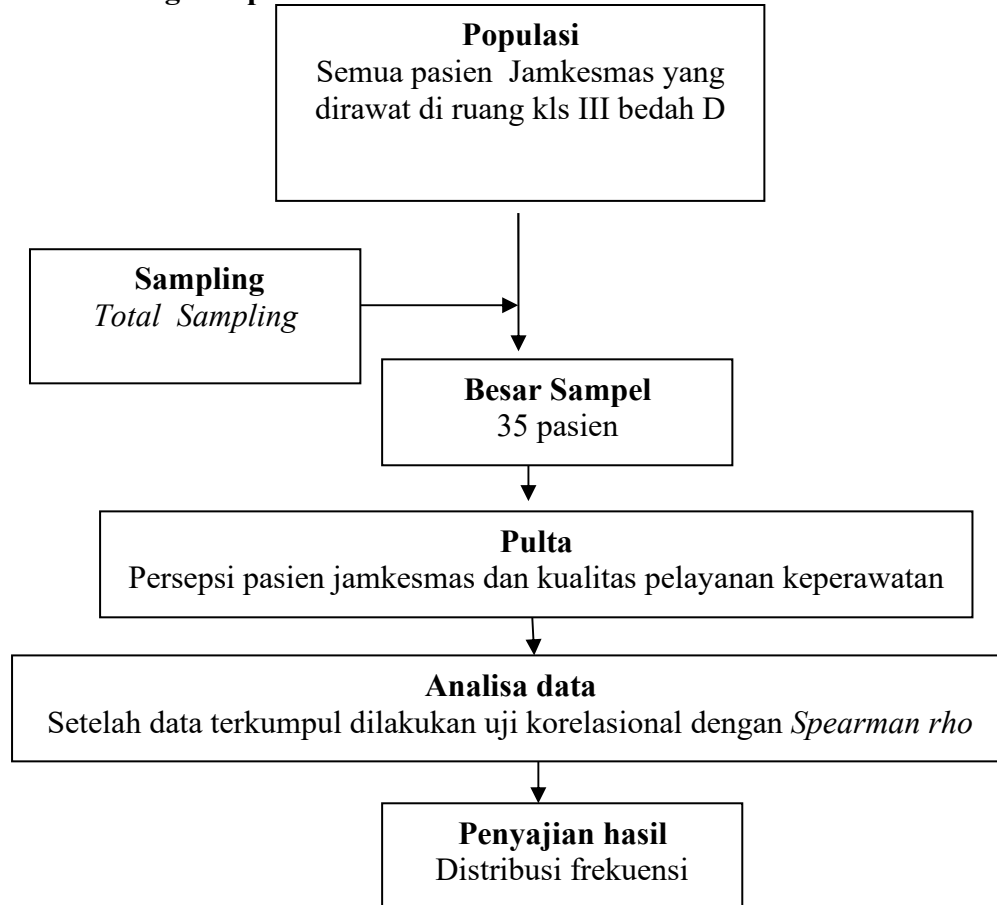 Populasi
Semua pasien Jamkesmas yang
dirawat di ruang kls III bedah D
Sampling
Total Sampling
Besar Sampel
35 pasien
Pulta
Persepsi pasien jamkesmas dan kualitas pelayanan keperawatan
Analisa data
Setelah data terkumpul dilakukan uji korelasional dengan Spearman rho
Penyajian hasil
Distribusi frekuensi